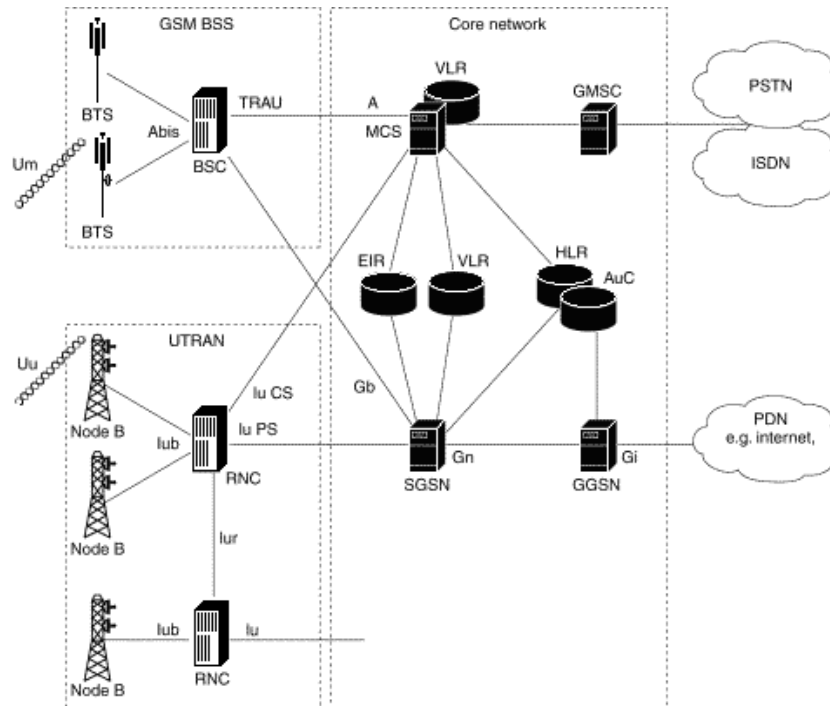 GSM BSS
Core network
BTS
Abis
TRAU
BSC
Um
BTS
A
VLR
MCS
GMSC
PSTN
ISDN
EIR
VLR
HLR
AuC
UTRAN
Uu
Node B
Iub
RNC
Iu CS
Gb
Iu PS
Node B
Iur
SGSN
Gn
GGSN
Gi
PDN
e.g. internet,
Node B
Iub
RNC
Iu